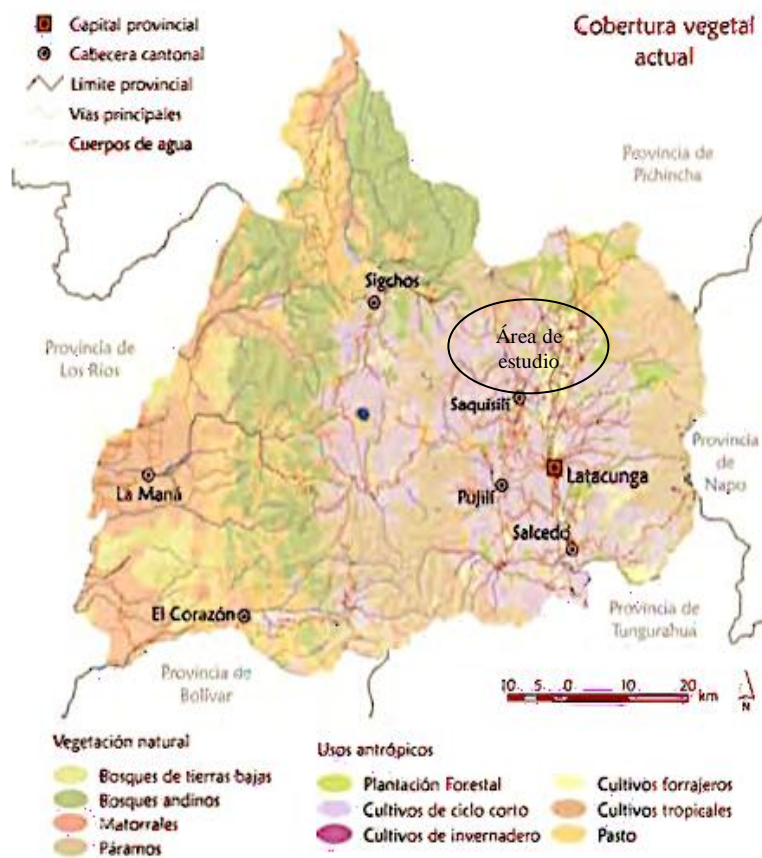 Capital provincial
Cabecera cantonal
Límite provincial
Vías principales
Cuerpos de agua
Cobertura vegetal
actual
Provincia de
Pichincha
Sigchos
Área de
estudio
Provincia de
Los Ríos
Saquisilí
Provincia
de
Napo
La Maná
Latacunga
Pujilí
Salcedo
El Corazón
Provincia de
Tungurahua
Provincia de
Bolívar
10 5 0 10 20
km
N
Vegetación natural
Bosques de tierras bajas
Bosques andinos
Matorrales
Páramos
Usos antrópicos
Plantación Forestal
Cultivos de ciclo corto
Cultivos de invernadero
Cultivos forrajeros
Cultivos tropicales
Pasto